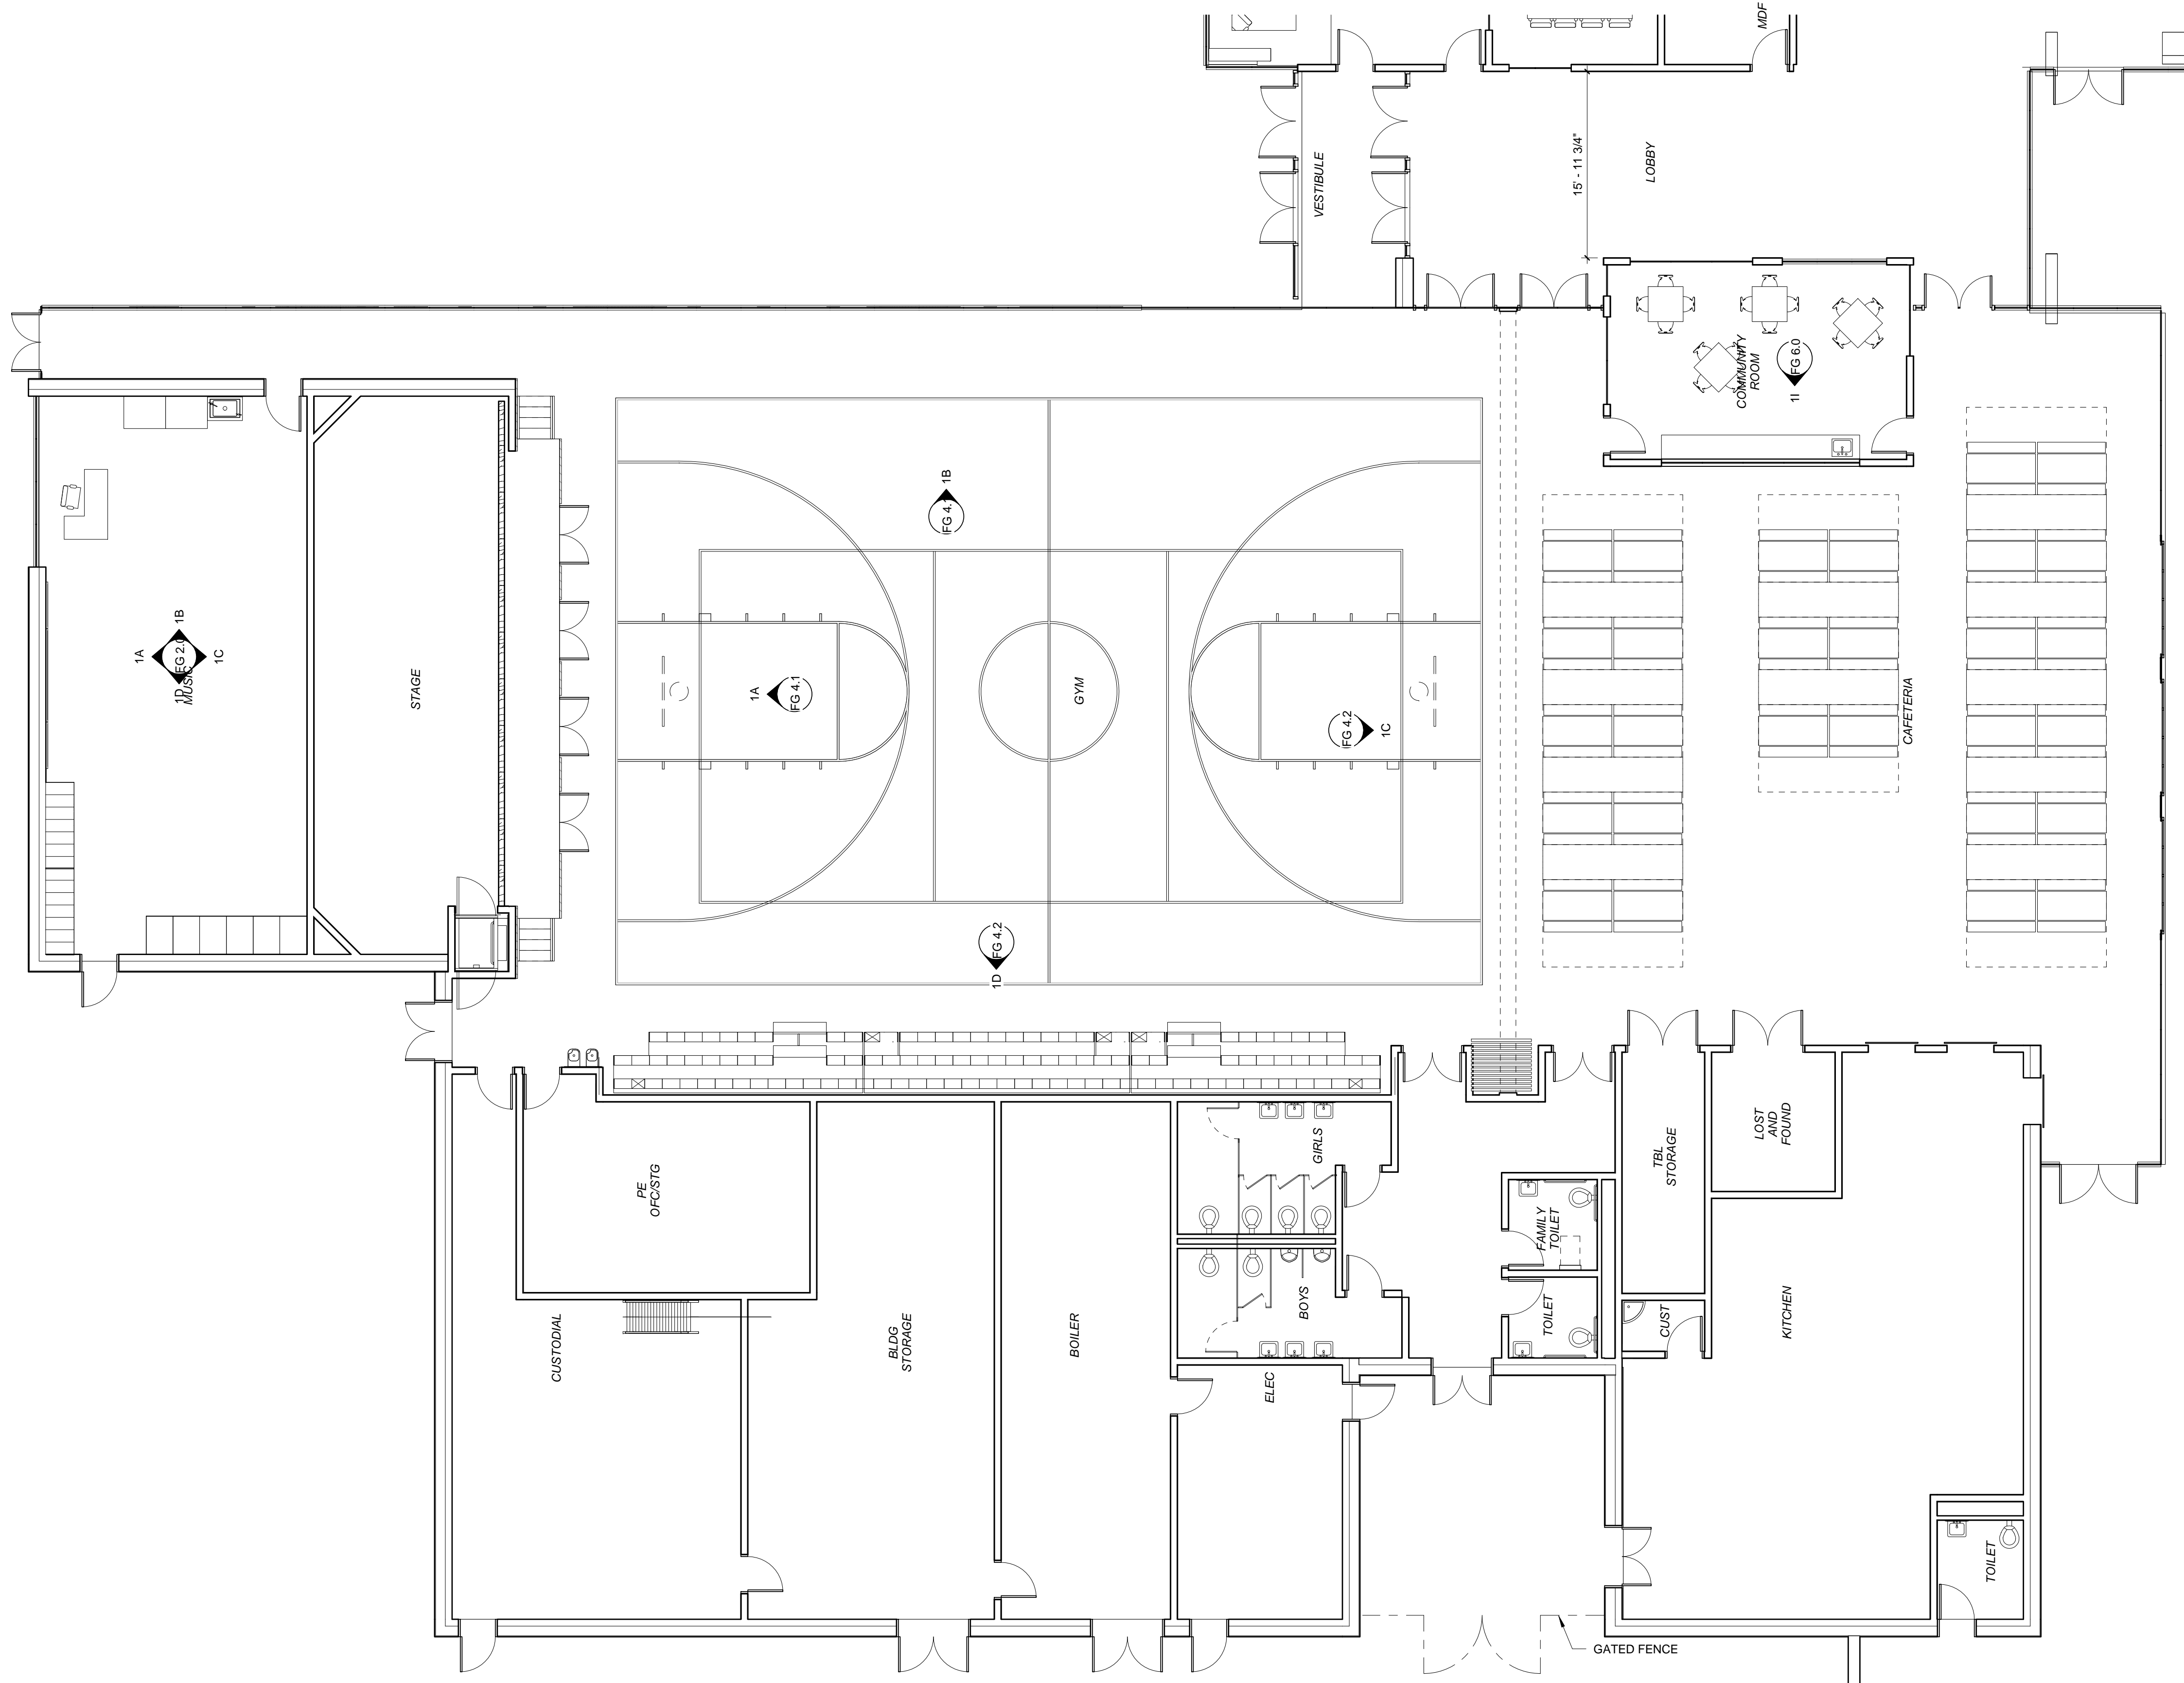 MDF
VESTIBULE
15' - 11 3/4"
LOBBY
COMMUNITY
ROOM
FG 6.0
1I
1B
FG 4.1
1A
1B
1C
1D
FG 2.0
MUSIC
STAGE
1A
FG 4.1
GYM
FG 4.2
1C
CAFETERIA
FG 4.2
1D
PE
OFC/STG
GIRLS
TBL
STORAGE
LOST
AND
FOUND
FAMILY
TOILET
CUSTODIAL
BLDG
STORAGE
BOILER
BOYS
TOILET
CUST
KITCHEN
ELEC
TOILET
GATED FENCE